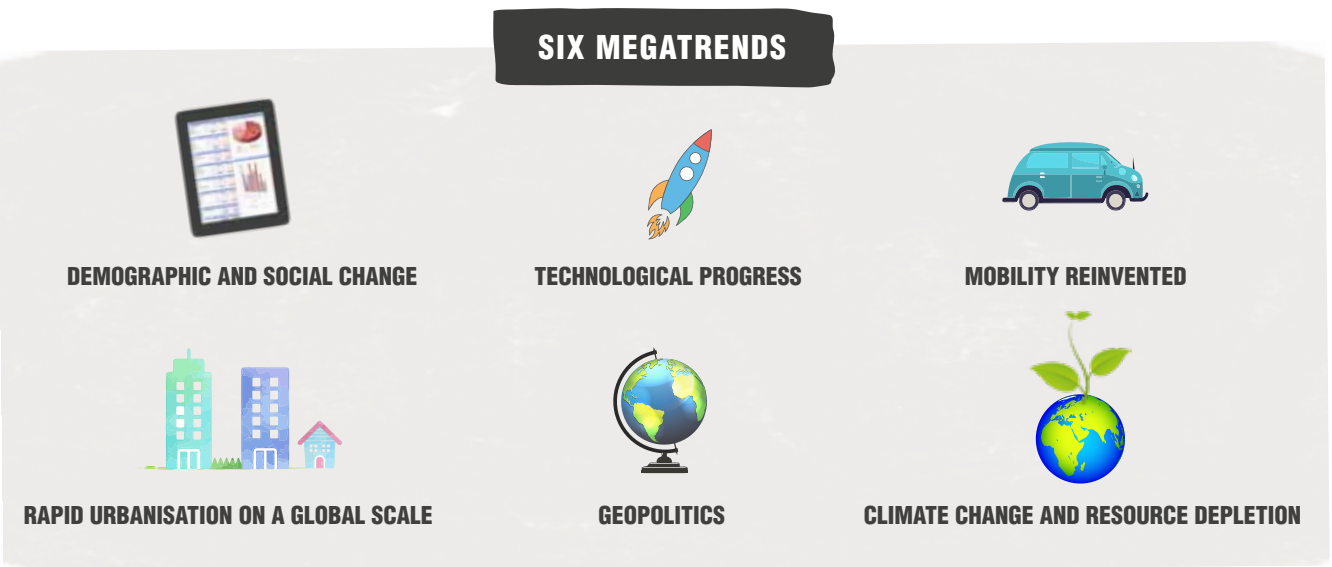 SIX MEGATRENDS
DEMOGRAPHIC AND SOCIAL CHANGE
TECHNOLOGICAL PROGRESS
MOBILITY REINVENTED
RAPID URBANISATION ON A GLOBAL SCALE
GEOPOLITICS
CLIMATE CHANGE AND RESOURCE DEPLETION